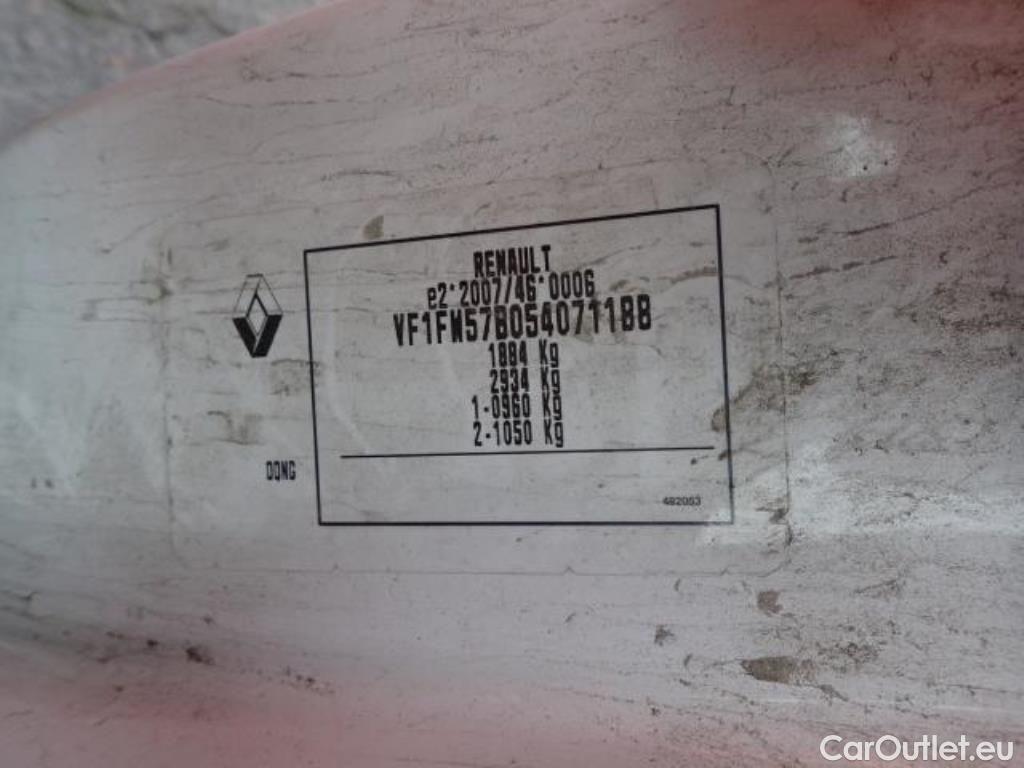 RENAULT
e2*2007/46*0006
VF1FW57B054071188
1884 Kg
2934 Kg
1-0960 Kg
2-1050 Kg
DQNG
482053
CarOutlet.eu